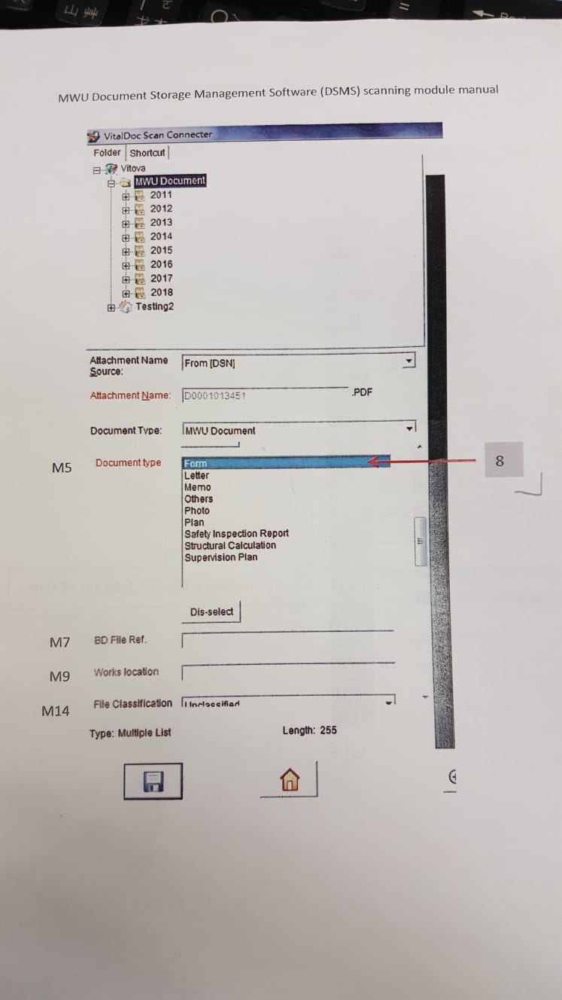 山
MWU Document Storage Management Software (DSMS) scanning module manual
VitalDoc Scan Connecter
Folder Shortcut
Vitova
MWU Document
2011
2012
2013
2014
2015
2016
2017
2018
Testing2
Attachment Name Source:
From [DSN]
Attachment Name: D0001013451 .PDF
Document Type: MWU Document
M5 Document type
Form
8
Letter
Memo
Others
Photo
Plan
Safety Inspection Report
Structural Calculation
Supervision Plan
Dis-select
M7 BD File Ref.
M9 Works location
M14 File Classification Unclassified
Type: Multiple List Length: 255